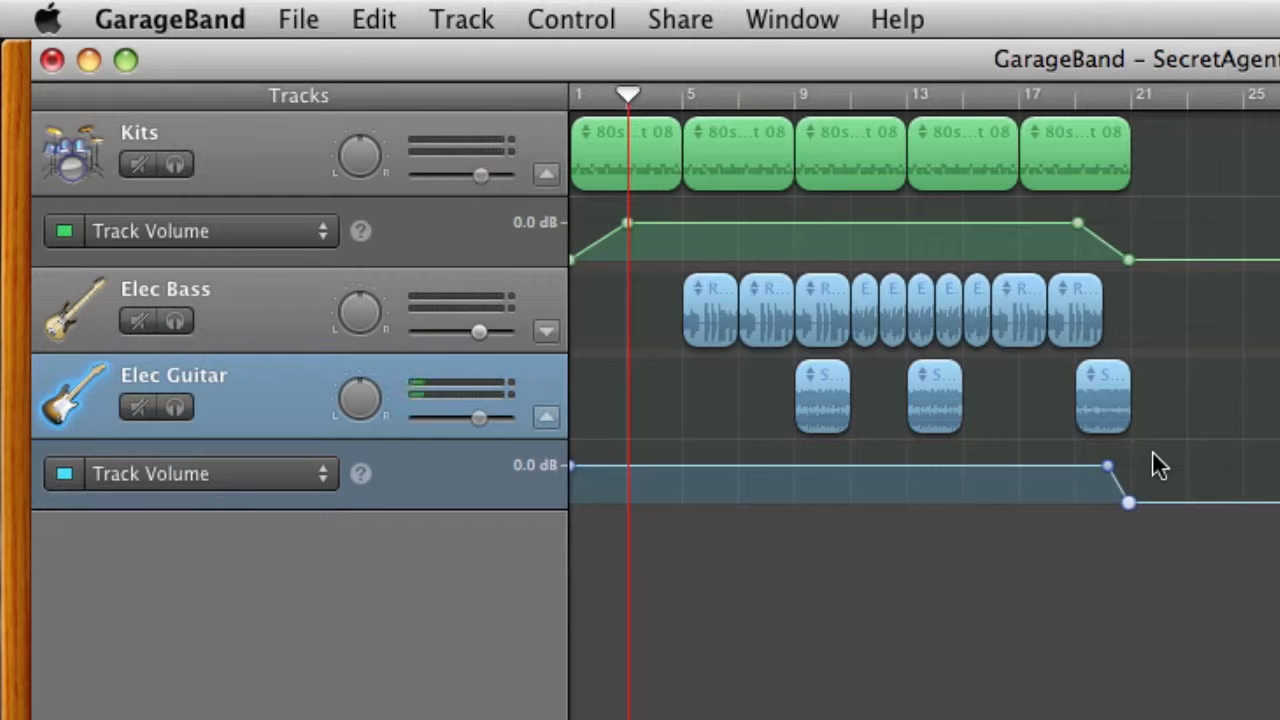 GarageBand File Edit Track Control Share Window Help
GarageBand – SecretAgent
Tracks 1 5 9 13 17 21 25
Kits 80s...t 08 80s...t 08 80s...t 08 80s...t 08 80s...t 08
L R
Track Volume ? 0.0 dB
Elec Bass R... R... R... E E E E E R... R...
L R
Elec Guitar S... S... S...
L R
Track Volume ? 0.0 dB